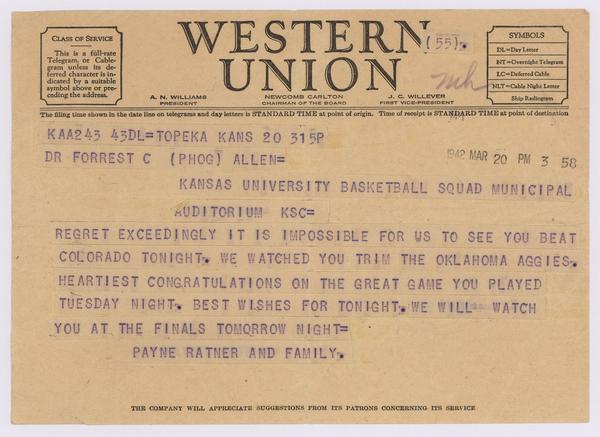 CLASS OF SERVICE
This is a full-rate
Telegram, or Cable-
gram unless its de-
ferred character is in-
dicated by a suitable
symbol above or pre-
ceding the address.
WESTERN
UNION
(55).
A. N. WILLIAMS
PRESIDENT
NEWCOMB CARLTON
CHAIRMAN OF THE BOARD
J. C. WILLEVER
FIRST VICE-PRESIDENT
SYMBOLS
DL=Day Letter
NT=Overnight Telegram
LC=Deferred Cable
NLT=Cable Night Letter
Ship Radiogram
The filing time shown in the date line on telegrams and day letters is STANDARD TIME at point of origin. Time of receipt is STANDARD TIME at point of destination
KAA243 43DL=TOPEKA KANS 20 315P
DR FORREST C (PHOG) ALLEN=
1942 MAR 20 PM 3 58
KANSAS UNIVERSITY BASKETBALL SQUAD MUNICIPAL
AUDITORIUM KSC=
REGRET EXCEEDINGLY IT IS IMPOSSIBLE FOR US TO SEE YOU BEAT
COLORADO TONIGHT. WE WATCHED YOU TRIM THE OKLAHOMA AGGIES.
HEARTIEST CONGRATULATIONS ON THE GREAT GAME YOU PLAYED
TUESDAY NIGHT. BEST WISHES FOR TONIGHT. WE WILL WATCH
YOU AT THE FINALS TOMORROW NIGHT=
PAYNE RATNER AND FAMILY.
THE COMPANY WILL APPRECIATE SUGGESTIONS FROM ITS PATRONS CONCERNING ITS SERVICE